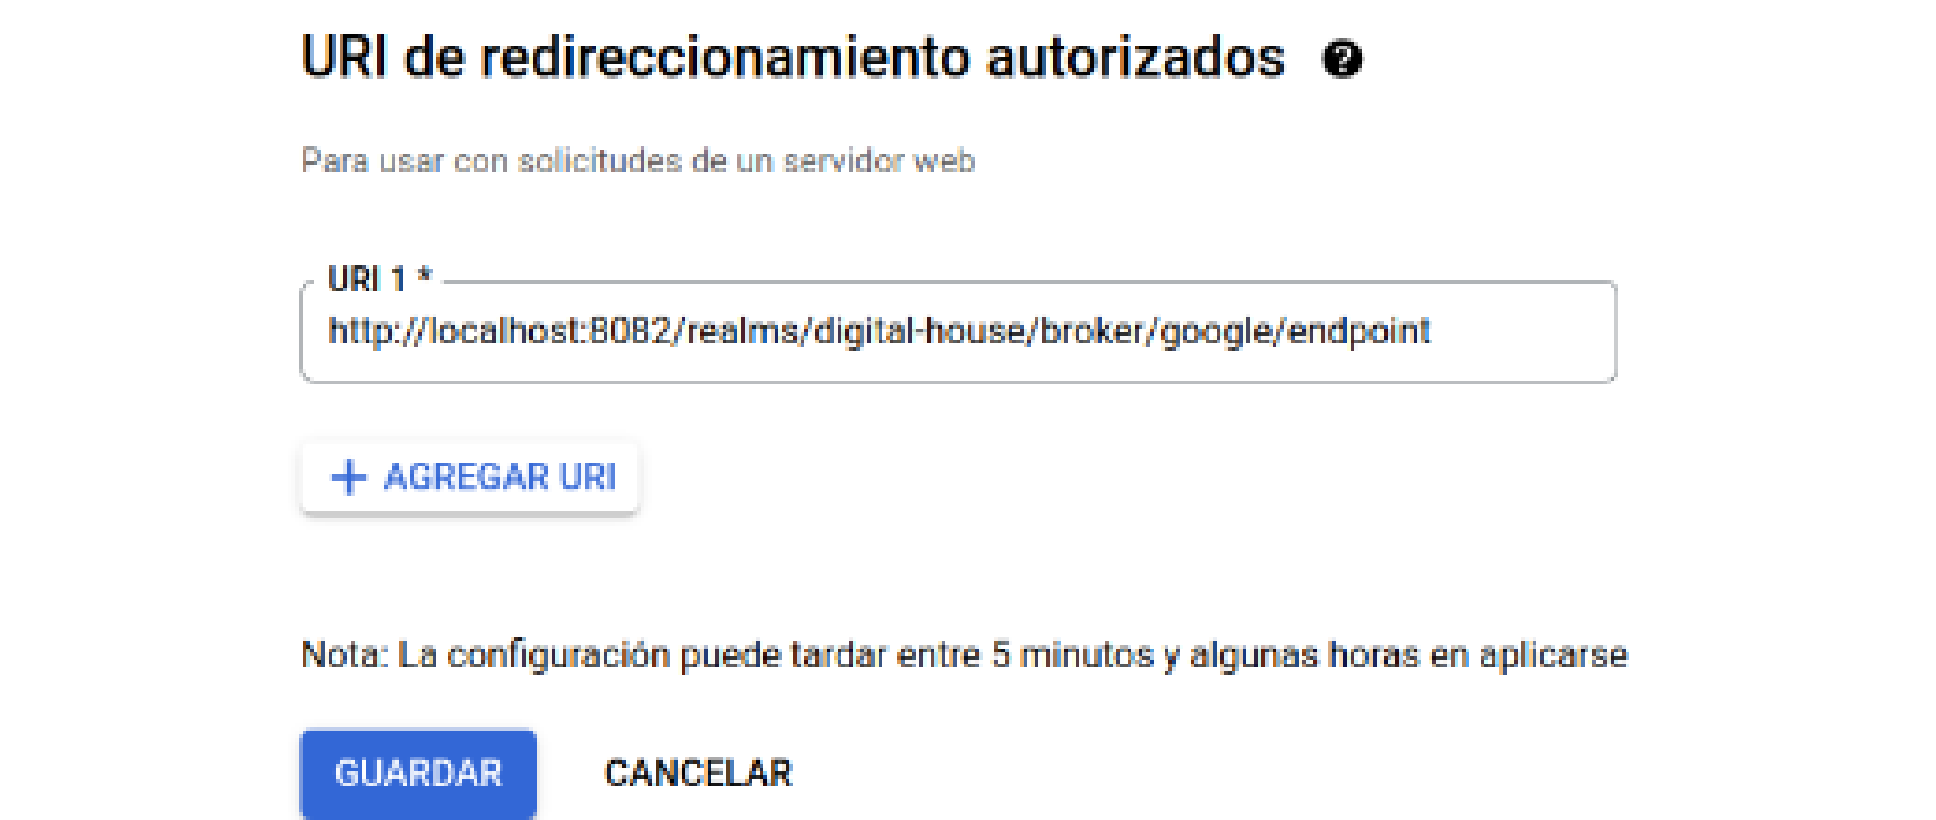 URI de redireccionamiento autorizados
Para usar con solicitudes de un servidor web
URI 1 *
http://localhost:8082/realms/digital-house/broker/google/endpoint
+ AGREGAR URI
Nota: La configuración puede tardar entre 5 minutos y algunas horas en aplicarse
GUARDAR CANCELAR